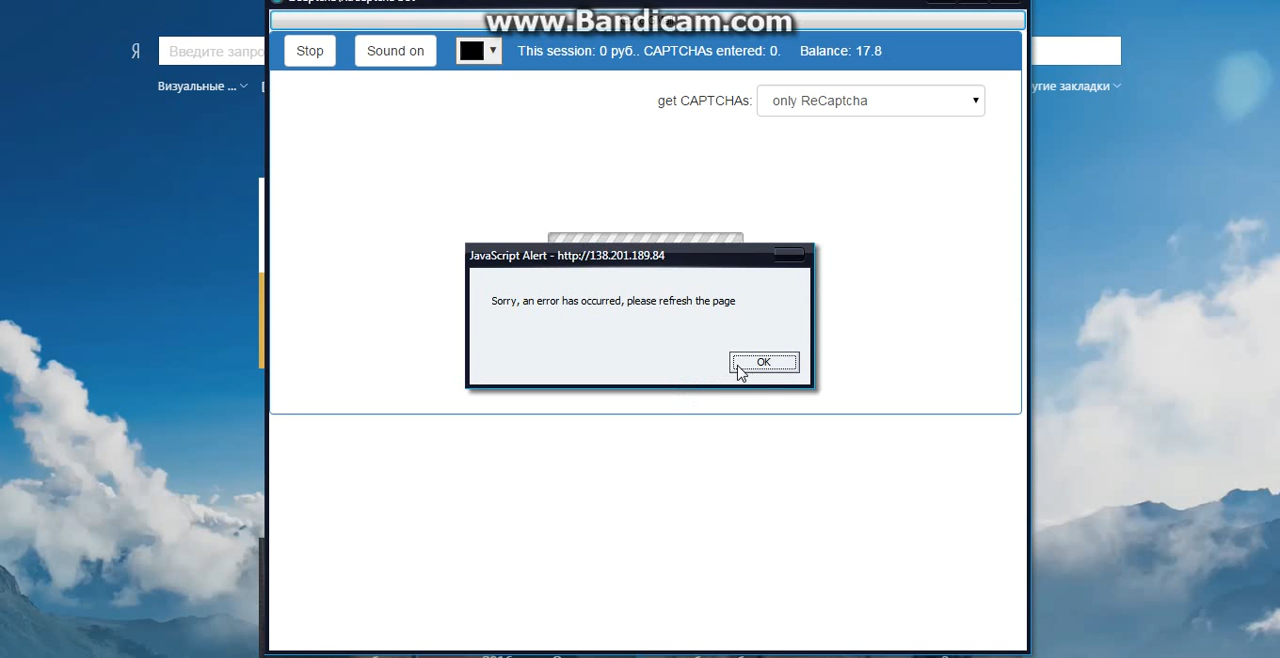 www.Bandicam.com
Я
Введите запро
Stop
Sound on
This session: 0 руб.. CAPTCHAs entered: 0.
Balance: 17.8
Визуальные ...
угие закладки
get CAPTCHAs:
only ReCaptcha
JavaScript Alert - http://138.201.189.84
Sorry, an error has occurred, please refresh the page
OK